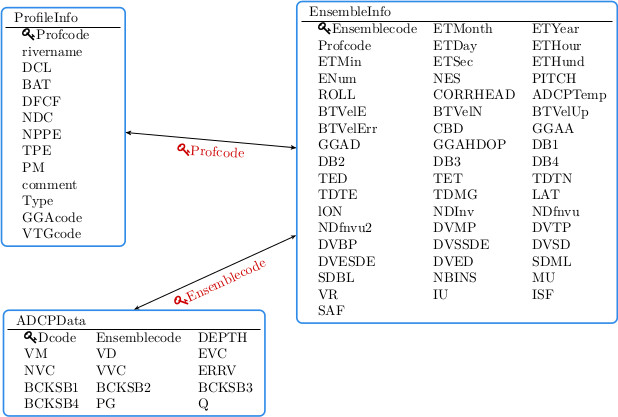 ProfileInfo
Profcode
rivername
DCL
BAT
DFCF
NDC
NPPE
TPE
PM
comment
Type
GGAcode
VTGcode
EnsembleInfo
Ensemblecode ETMonth ETYear
Profcode ETDay ETHour
ETMin ETSec ETHund
ENum NES PITCH
ROLL CORRHEAD ADCPTemp
BTVelE BTVelN BTVelUp
BTVelErr CBD GGAA
GGAD GGAHDOP DB1
DB2 DB3 DB4
TED TET TDTN
TDTE TDMG LAT
lON NDInv NDfnvu
NDfnvu2 DVMP DVTP
DVBP DVSSDE DVSD
DVESDE DVED SDML
SDBL NBINS MU
VR IU ISF
SAF
Profcode
Ensemblecode
ADCPData
Dcode Ensemblecode DEPTH
VM VD EVC
NVC VVC ERRV
BCKSB1 BCKSB2 BCKSB3
BCKSB4 PG Q